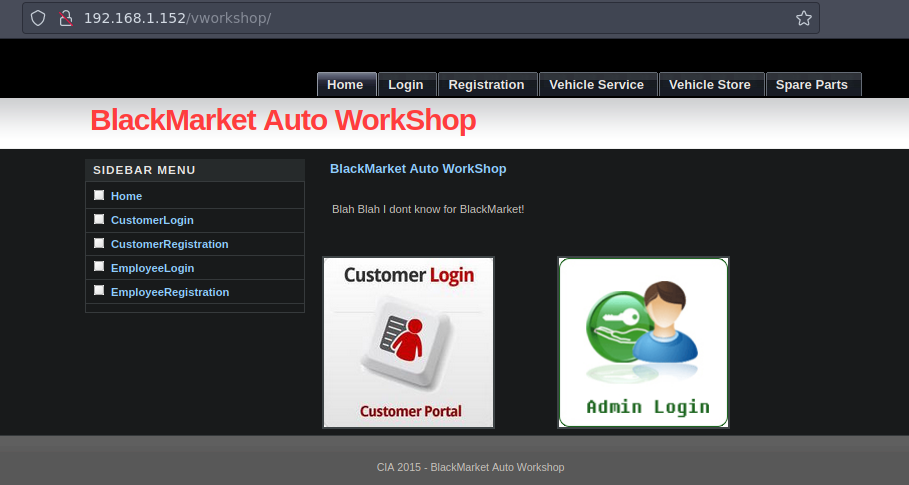 192.168.1.152/vworkshop/
Home Login Registration Vehicle Service Vehicle Store Spare Parts
BlackMarket Auto WorkShop
SIDEBAR MENU
Home
CustomerLogin
CustomerRegistration
EmployeeLogin
EmployeeRegistration
BlackMarket Auto WorkShop
Blah Blah I dont know for BlackMarket!
Customer Login
Customer Portal
Admin Login
CIA 2015 - BlackMarket Auto Workshop